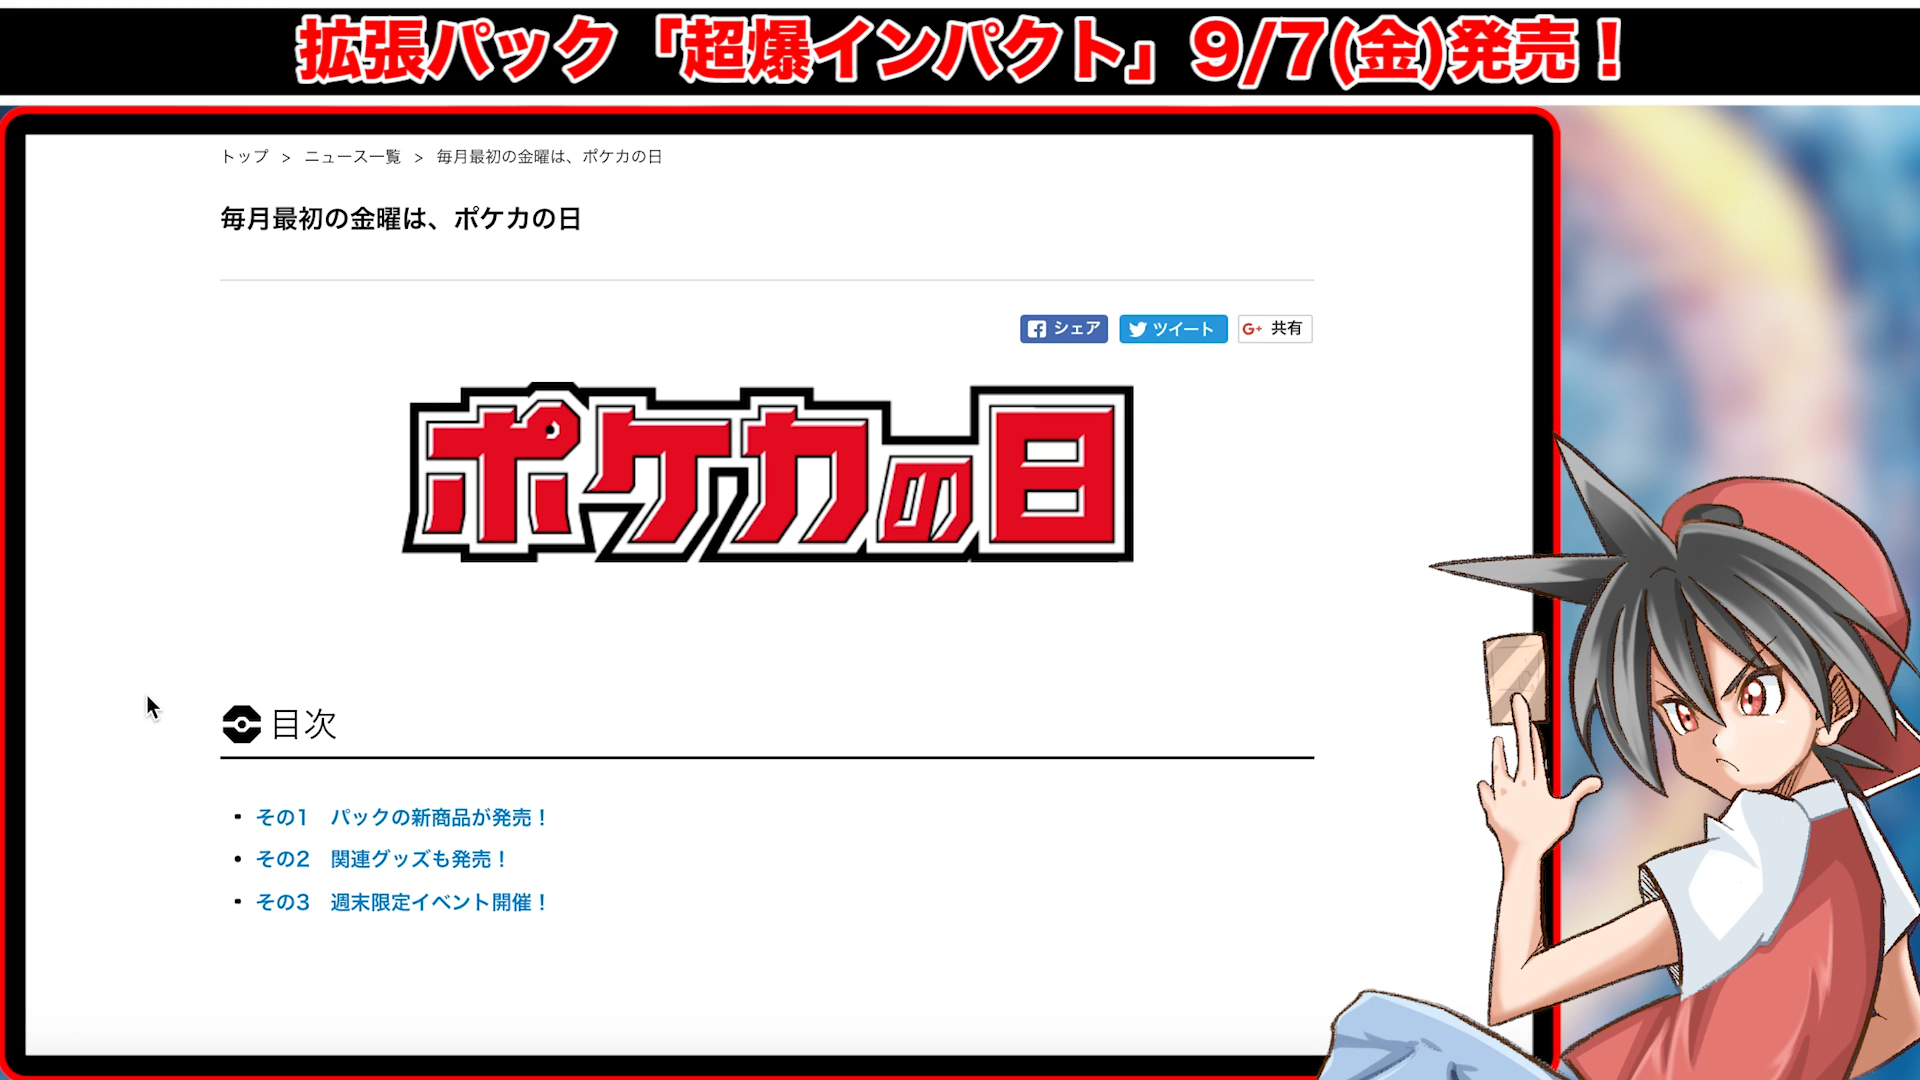 拡張パック「超爆インパクト」9/7(金)発売！
トップ > ニュース一覧 > 毎月最初の金曜は、ポケカの日
毎月最初の金曜は、ポケカの日
シェア ツイート G+ 共有
ポケカの日
目次
その1 パックの新商品が発売！
その2 関連グッズも発売！
その3 週末限定イベント開催！